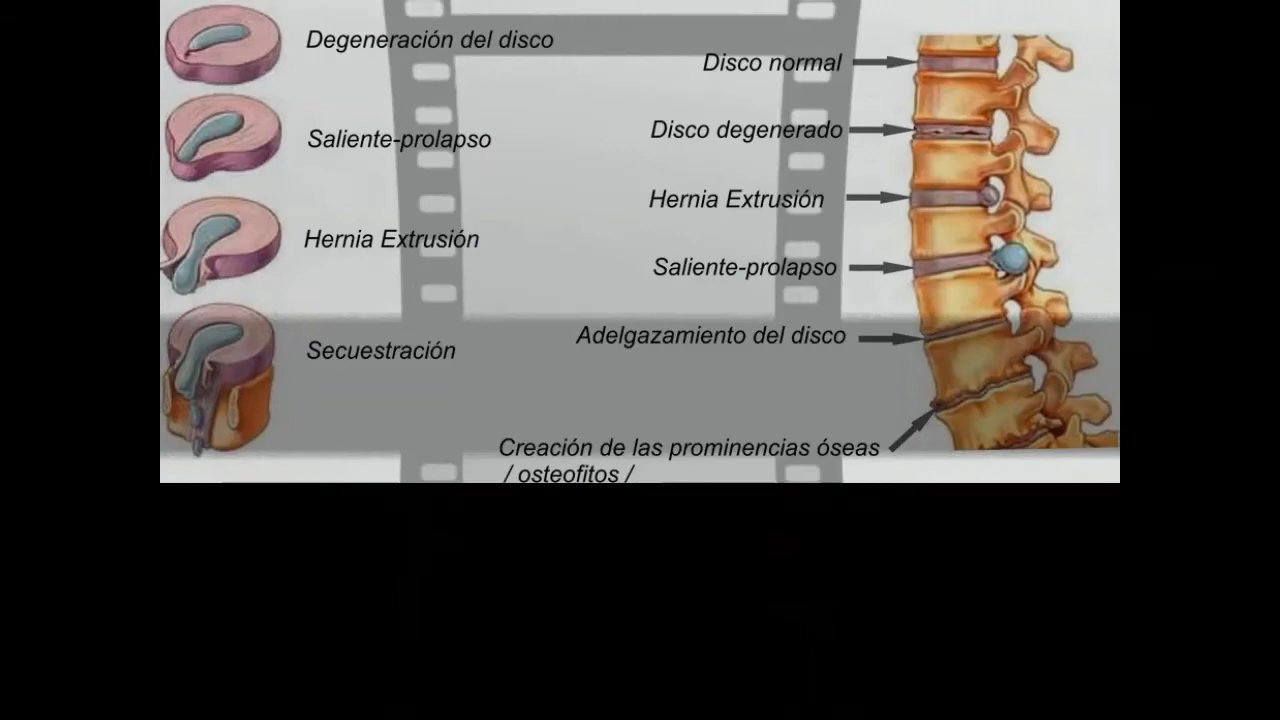 Degeneración del disco
Saliente-prolapso
Hernia Extrusión
Secuestración
Disco normal
Disco degenerado
Hernia Extrusión
Saliente-prolapso
Adelgazamiento del disco
Creación de las prominencias óseas
/ osteofitos /